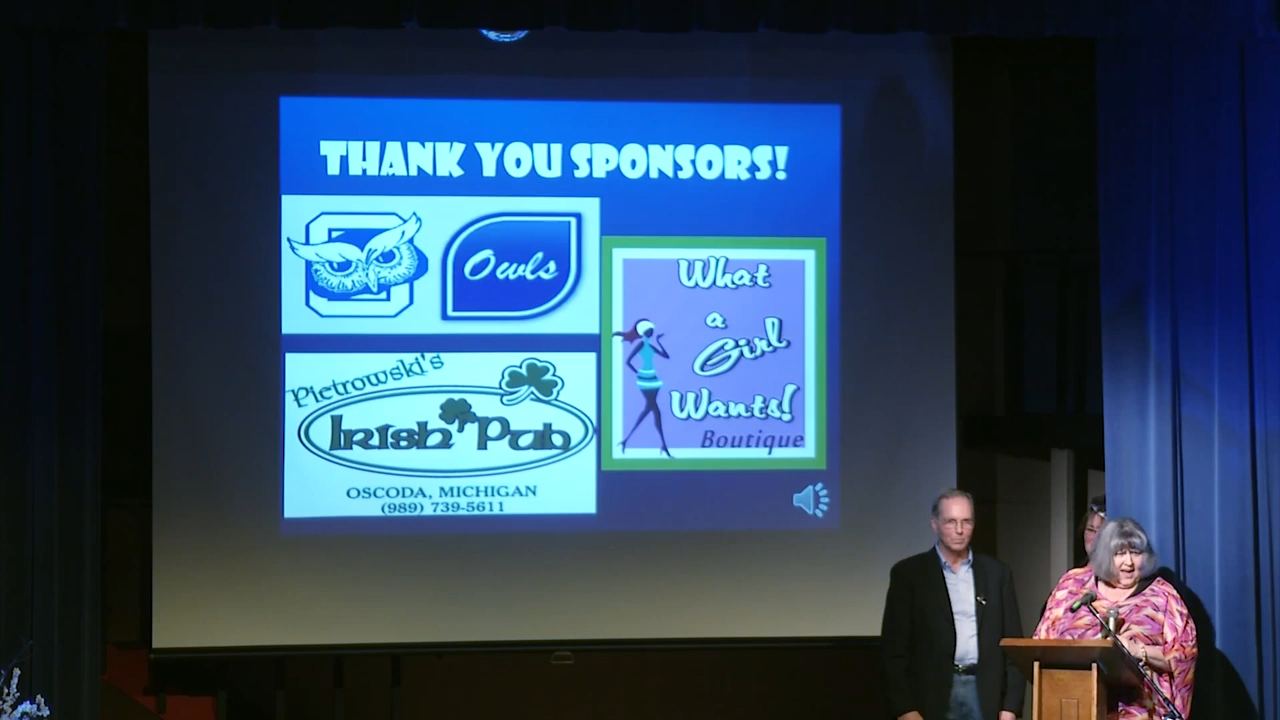 THANK YOU SPONSORS!
Owls
What
a
Girl
Wants!
Boutique
Pietrowski's
Irish Pub
OSCODA, MICHIGAN
(989) 739-5611